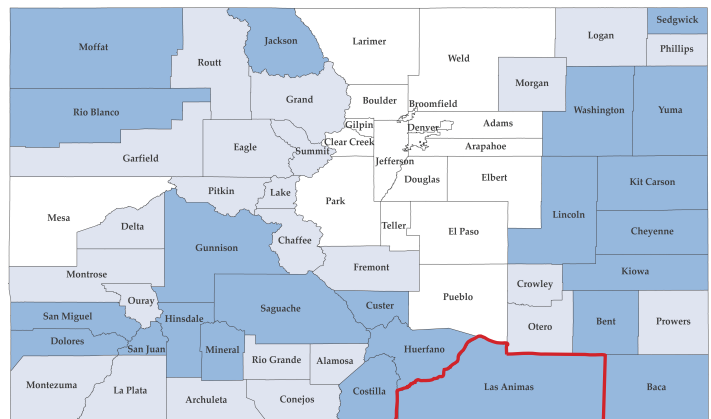 Sedgwick
Logan
Moffat
Jackson
Larimer
Phillips
Routt
Weld
Morgan
Grand
Boulder
Broomfield
Rio Blanco
Washington
Yuma
Gilpin
Denver
Adams
Clear Creek
Eagle
Summit
Arapahoe
Garfield
Jefferson
Elbert
Douglas
Kit Carson
Pitkin
Lake
Park
Lincoln
Mesa
Delta
Teller
El Paso
Cheyenne
Chaffee
Gunnison
Fremont
Kiowa
Montrose
Crowley
Ouray
Pueblo
Custer
Saguache
San Miguel
Hinsdale
Bent
Prowers
Otero
Dolores
San Juan
Mineral
Huerfano
Rio Grande
Alamosa
Montezuma
La Plata
Costilla
Las Animas
Baca
Archuleta
Conejos